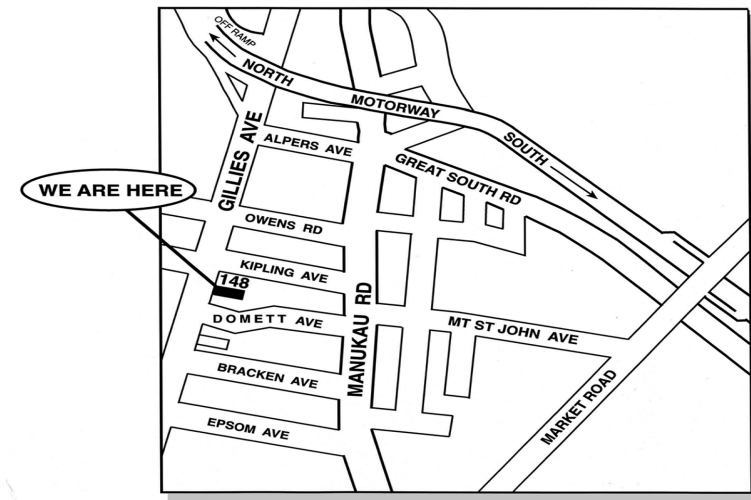 OFF RAMP
NORTH
MOTORWAY
SOUTH
GILLIES AVE
ALPERS AVE
GREAT SOUTH RD
WE ARE HERE
OWENS RD
KIPLING AVE
148
DOMETT AVE
MANUKAU RD
MT ST JOHN AVE
BRACKEN AVE
MARKET ROAD
EPSOM AVE